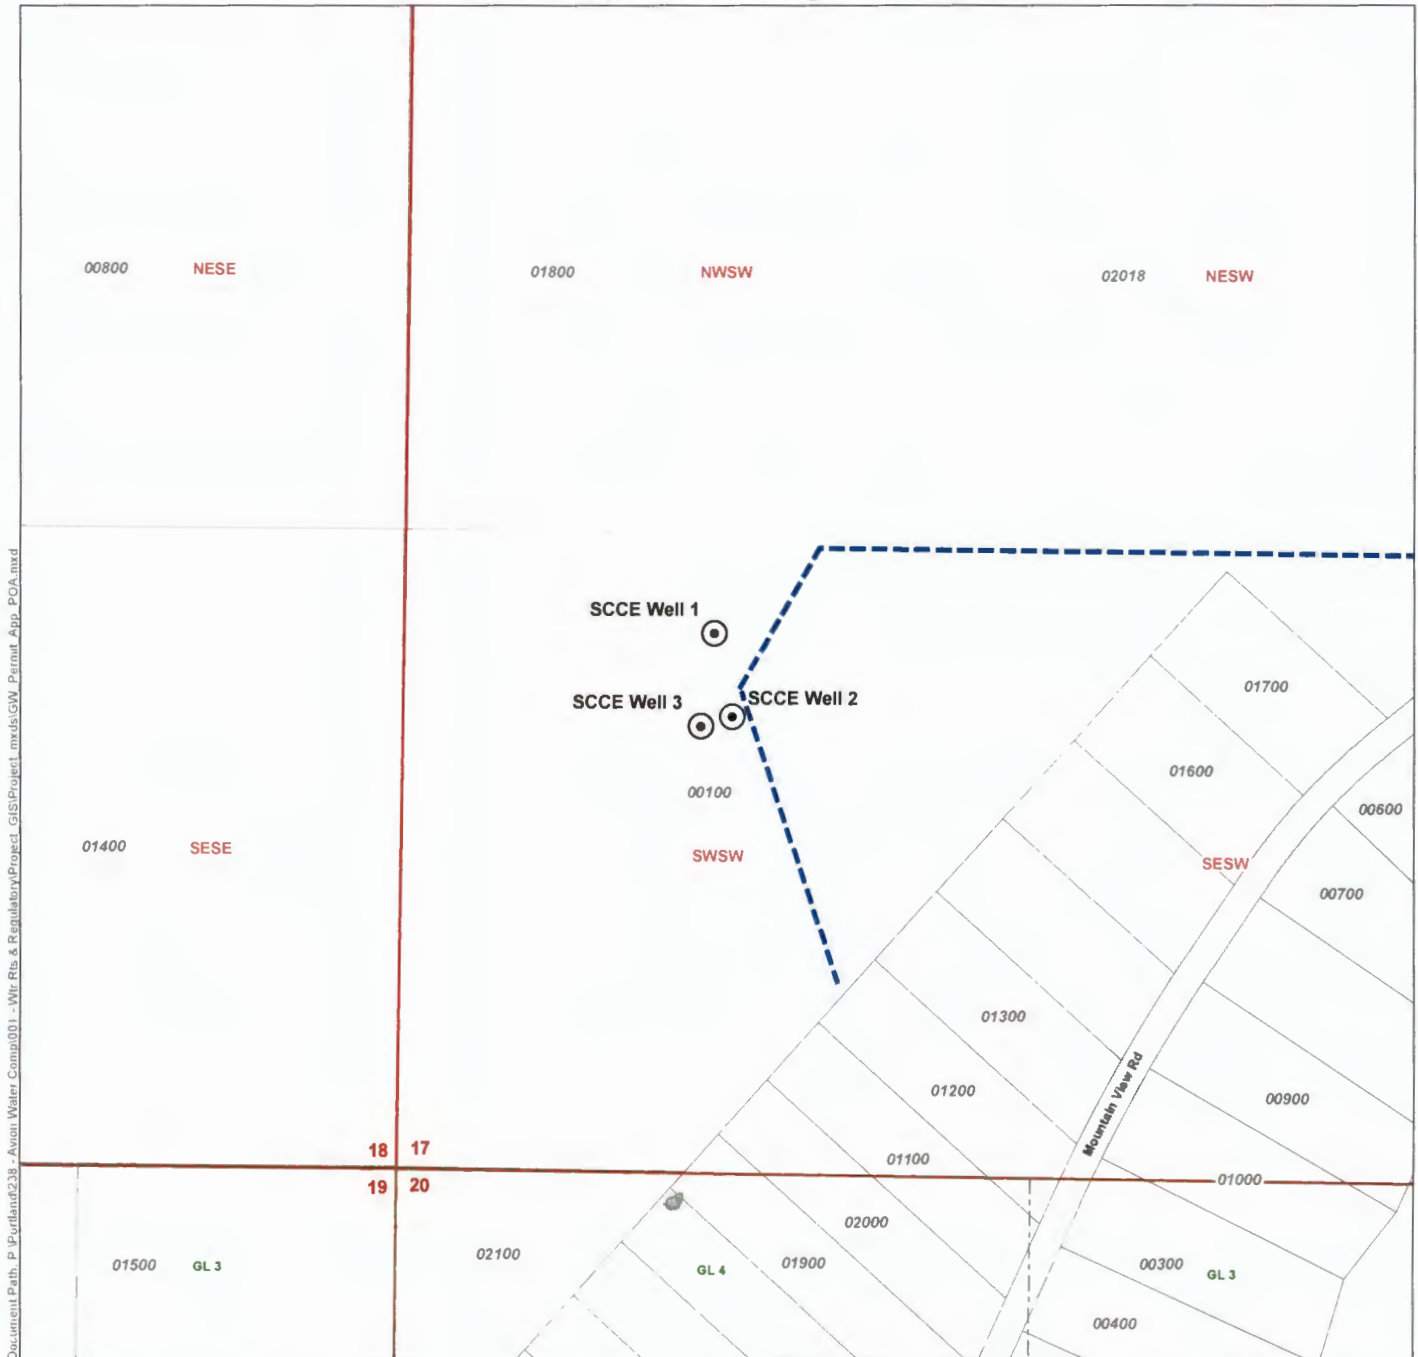 00800 NESE 01800 NWSW 02018 NESW
SCCE Well 1
SCCE Well 3
SCCE Well 2
01700
01600
00600
00100
01400 SESE
SWSW
SESW
00700
01300
01200
Mountain View Rd
00900
18 17
01100
01000
19 20
02000
02100
01900
01500 GL 3
GL 4
00300
GL 3
00400
Document Path: P:\Portland\238 - Avion Water Comp\001 - Wtr Rts & Regulatory\Project_GIS\Project_mxds\GW_Permit_App_POA.mxd